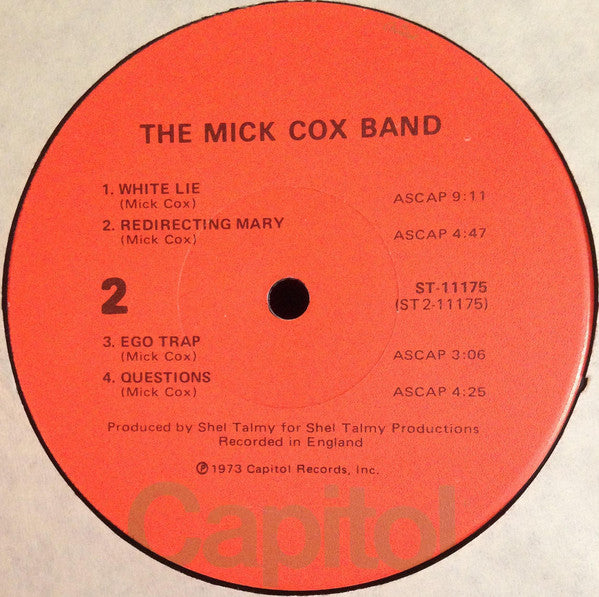 THE MICK COX BAND
1. WHITE LIE
(Mick Cox)
ASCAP 9:11
2. REDIRECTING MARY
(Mick Cox)
ASCAP 4:47
2
ST-11175
(ST2-11175)
3. EGO TRAP
(Mick Cox)
ASCAP 3:06
4. QUESTIONS
(Mick Cox)
ASCAP 4:25
Produced by Shel Talmy for Shel Talmy Productions
Recorded in England
℗ 1973 Capitol Records, Inc.
Capitol